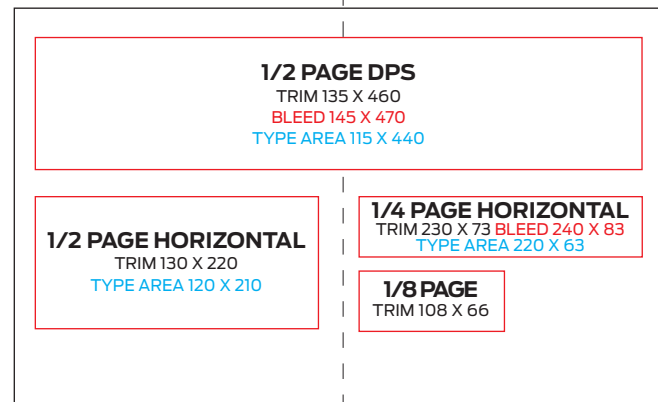 1/2 PAGE DPS
TRIM 135 X 460
BLEED 145 X 470
TYPE AREA 115 X 440
1/2 PAGE HORIZONTAL
TRIM 130 X 220
TYPE AREA 120 X 210
1/4 PAGE HORIZONTAL
TRIM 230 X 73 BLEED 240 X 83
TYPE AREA 220 X 63
1/8 PAGE
TRIM 108 X 66